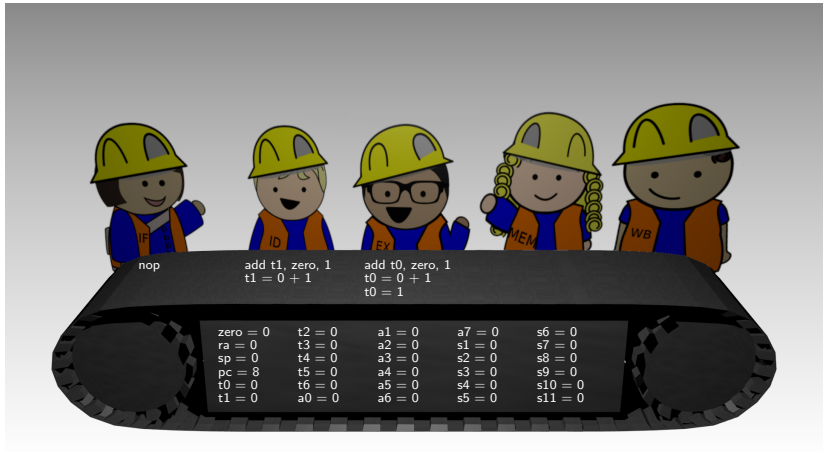 IF
ID
EX
MEM
WB
nop
add t1, zero, 1
t1 = 0 + 1
add t0, zero, 1
t0 = 0 + 1
t0 = 1
zero = 0 t2 = 0 a1 = 0 a7 = 0 s6 = 0
ra = 0 t3 = 0 a2 = 0 s1 = 0 s7 = 0
sp = 0 t4 = 0 a3 = 0 s2 = 0 s8 = 0
pc = 8 t5 = 0 a4 = 0 s3 = 0 s9 = 0
t0 = 0 t6 = 0 a5 = 0 s4 = 0 s10 = 0
t1 = 0 a0 = 0 a6 = 0 s5 = 0 s11 = 0